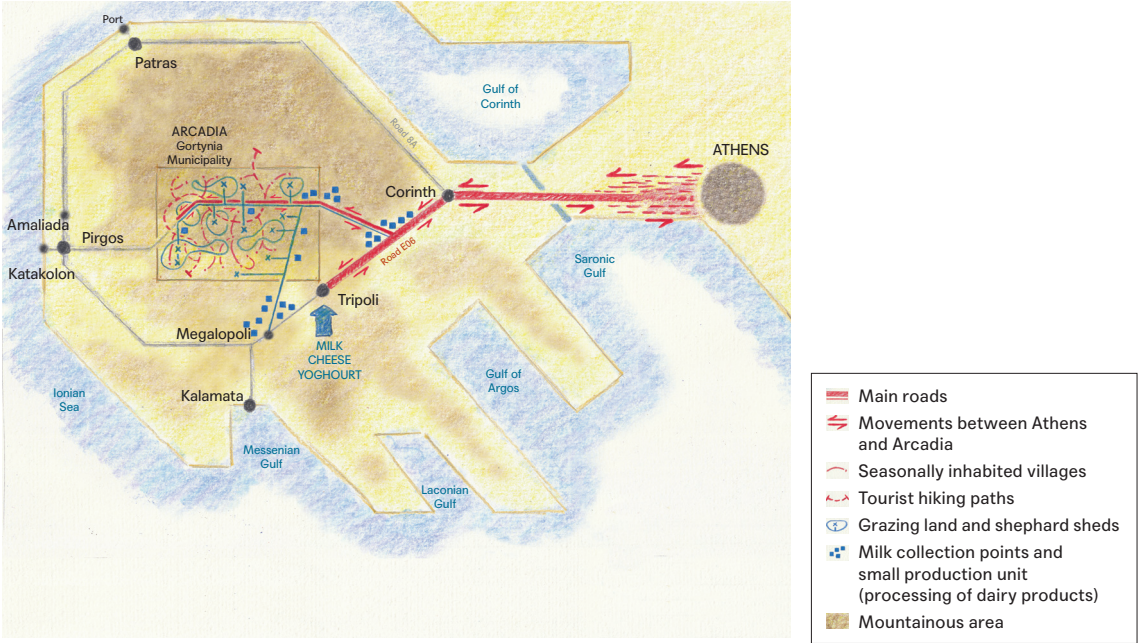 Port
Patras
Gulf of
Corinth
ARCADIA
Gortynia
Municipality
Road 8A
ATHENS
Corinth
Amaliada
Pirgos
Katakolon
Road E06
Saronic
Gulf
Tripoli
Megalopoli
MILK
CHEESE
YOGHOURT
Gulf of
Argos
Ionian
Sea
Kalamata
Messenian
Gulf
Laconian
Gulf
Main roads
Movements between Athens
and Arcadia
Seasonally inhabited villages
Tourist hiking paths
Grazing land and shephard sheds
Milk collection points and
small production unit
(processing of dairy products)
Mountainous area